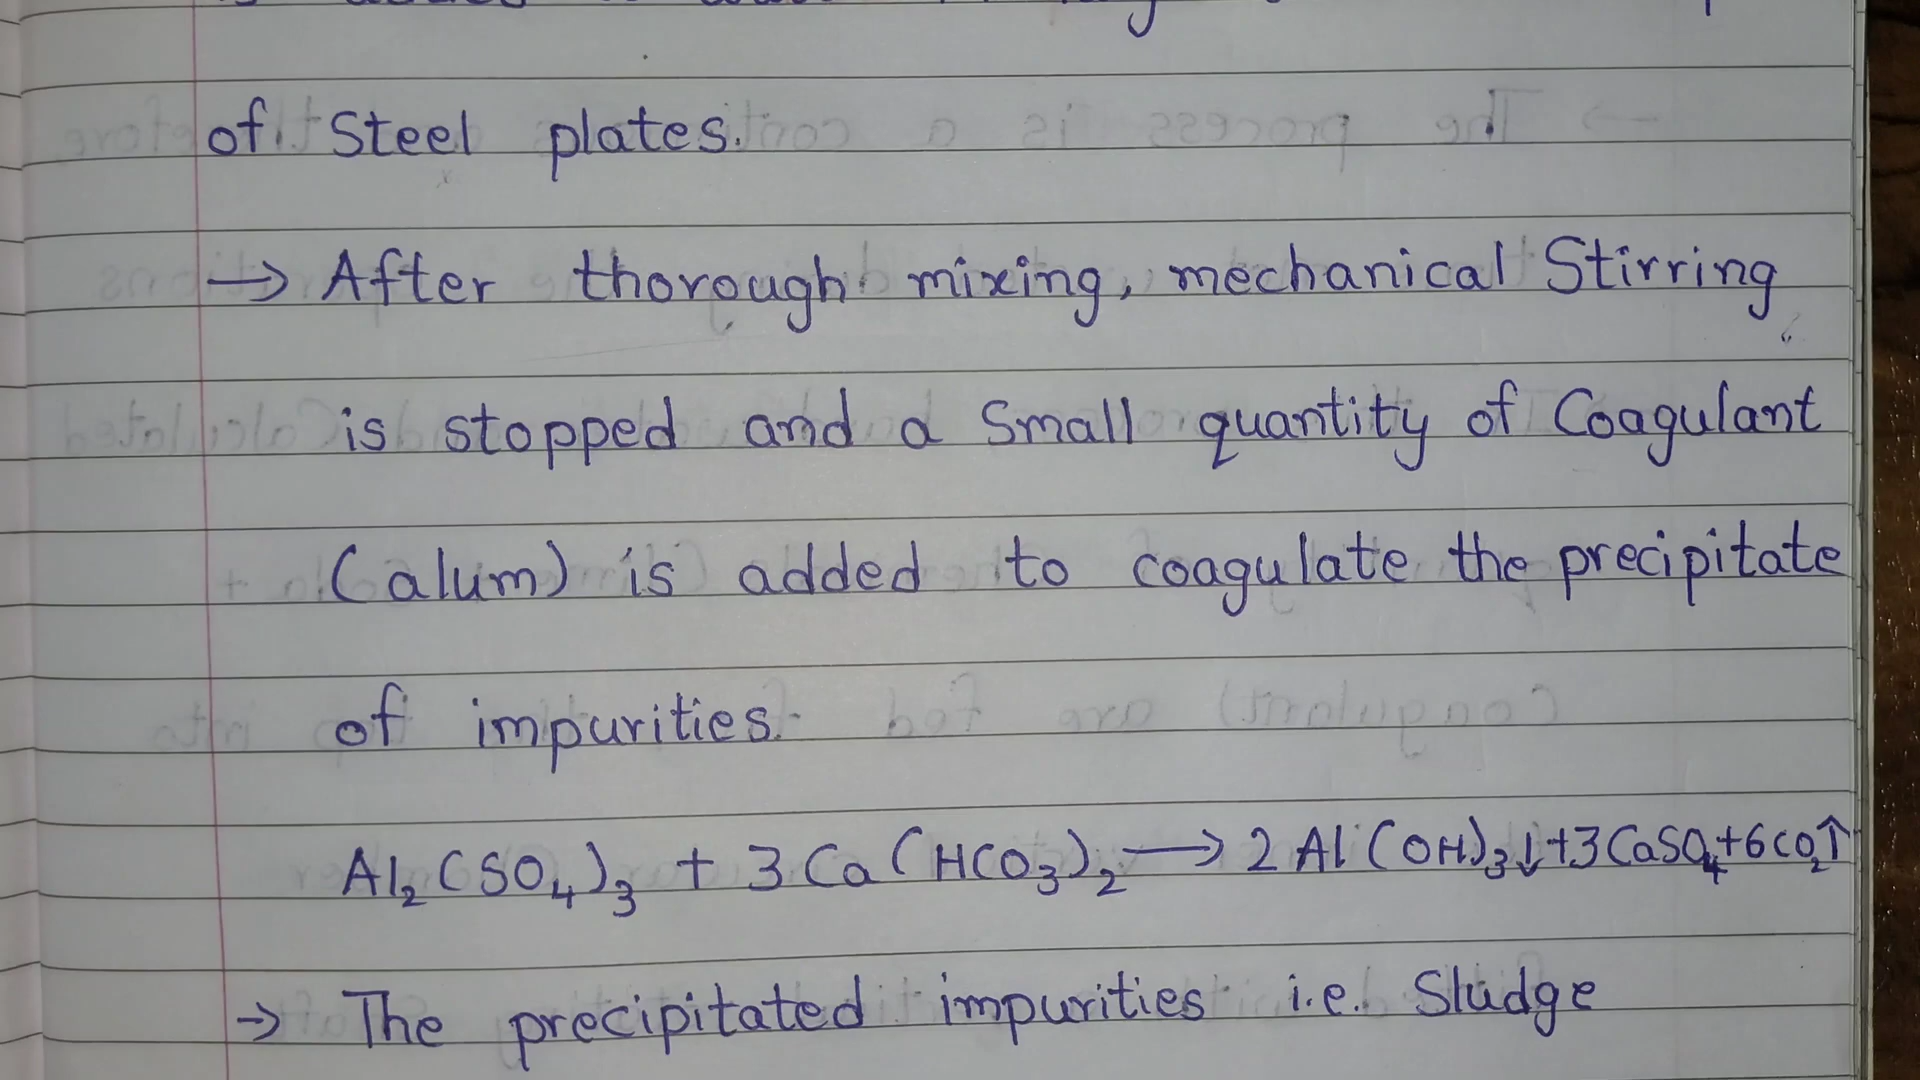 of Steel plates.
→ After thorough mixing, mechanical Stirring
is stopped and a Small quantity of Coagulant
(alum) is added to coagulate the precipitate
of impurities.
Al₂(SO₄)₃ + 3Ca(HCO₃)₂ → 2Al(OH)₃↓+3CaSO₄+6CO₂↑
→ The precipitated impurities i.e. Sludge